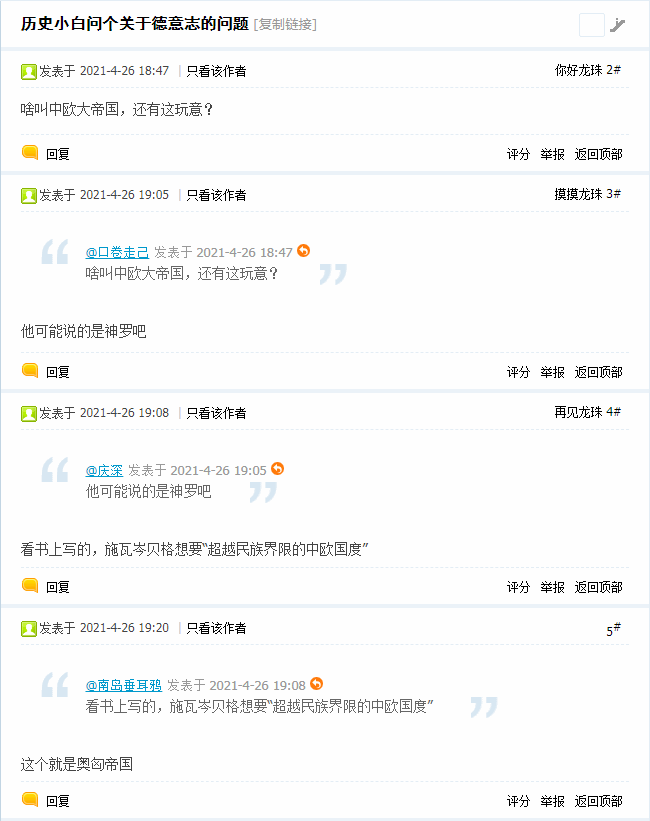 历史小白问个关于德意志的问题 [复制链接]
发表于 2021-4-26 18:47 | 只看该作者 你好龙珠 2#
啥叫中欧大帝国，还有这玩意？
回复 评分 举报 返回顶部
发表于 2021-4-26 19:05 | 只看该作者 摸摸龙珠 3#
@口卷走己 发表于 2021-4-26 18:47
啥叫中欧大帝国，还有这玩意？
他可能说的是神罗吧
回复 评分 举报 返回顶部
发表于 2021-4-26 19:08 | 只看该作者 再见龙珠 4#
@庆深 发表于 2021-4-26 19:05
他可能说的是神罗吧
看书上写的，施瓦岑贝格想要“超越民族界限的中欧国度”
回复 评分 举报 返回顶部
发表于 2021-4-26 19:20 | 只看该作者 5#
@南岛垂耳鸦 发表于 2021-4-26 19:08
看书上写的，施瓦岑贝格想要“超越民族界限的中欧国度”
这个就是奥匈帝国
回复 评分 举报 返回顶部